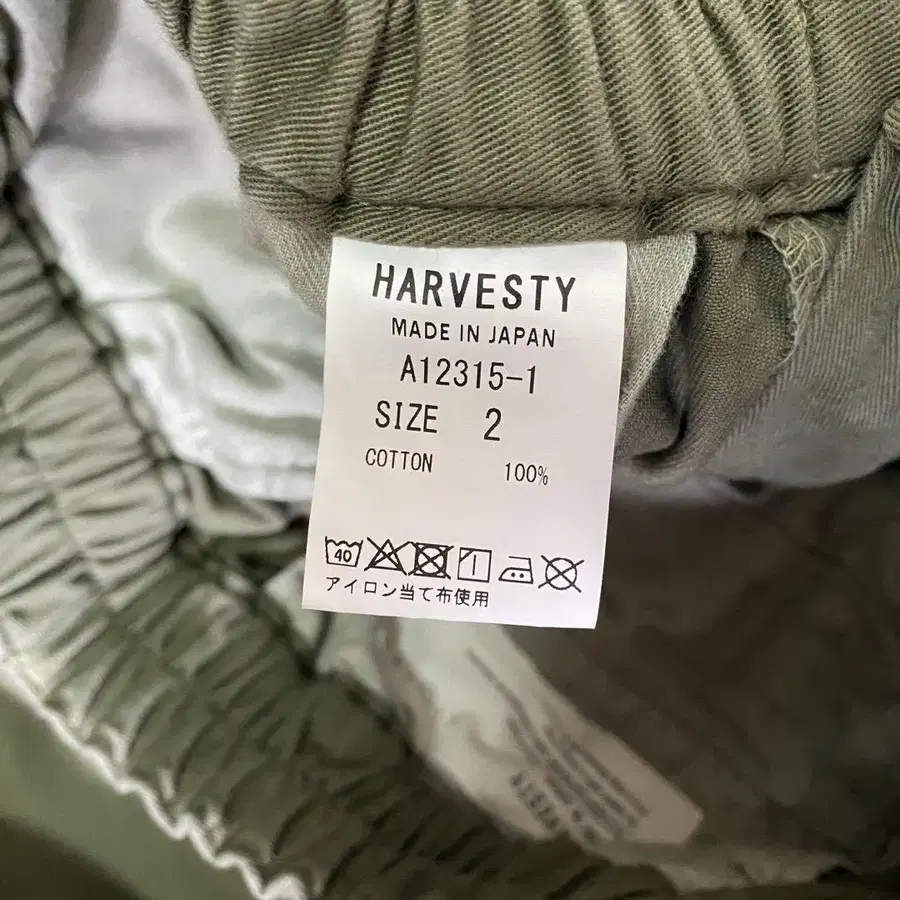 HARVESTY
MADE IN JAPAN
A12315-1
SIZE 2
COTTON 100%
40
アイロン当て布使用